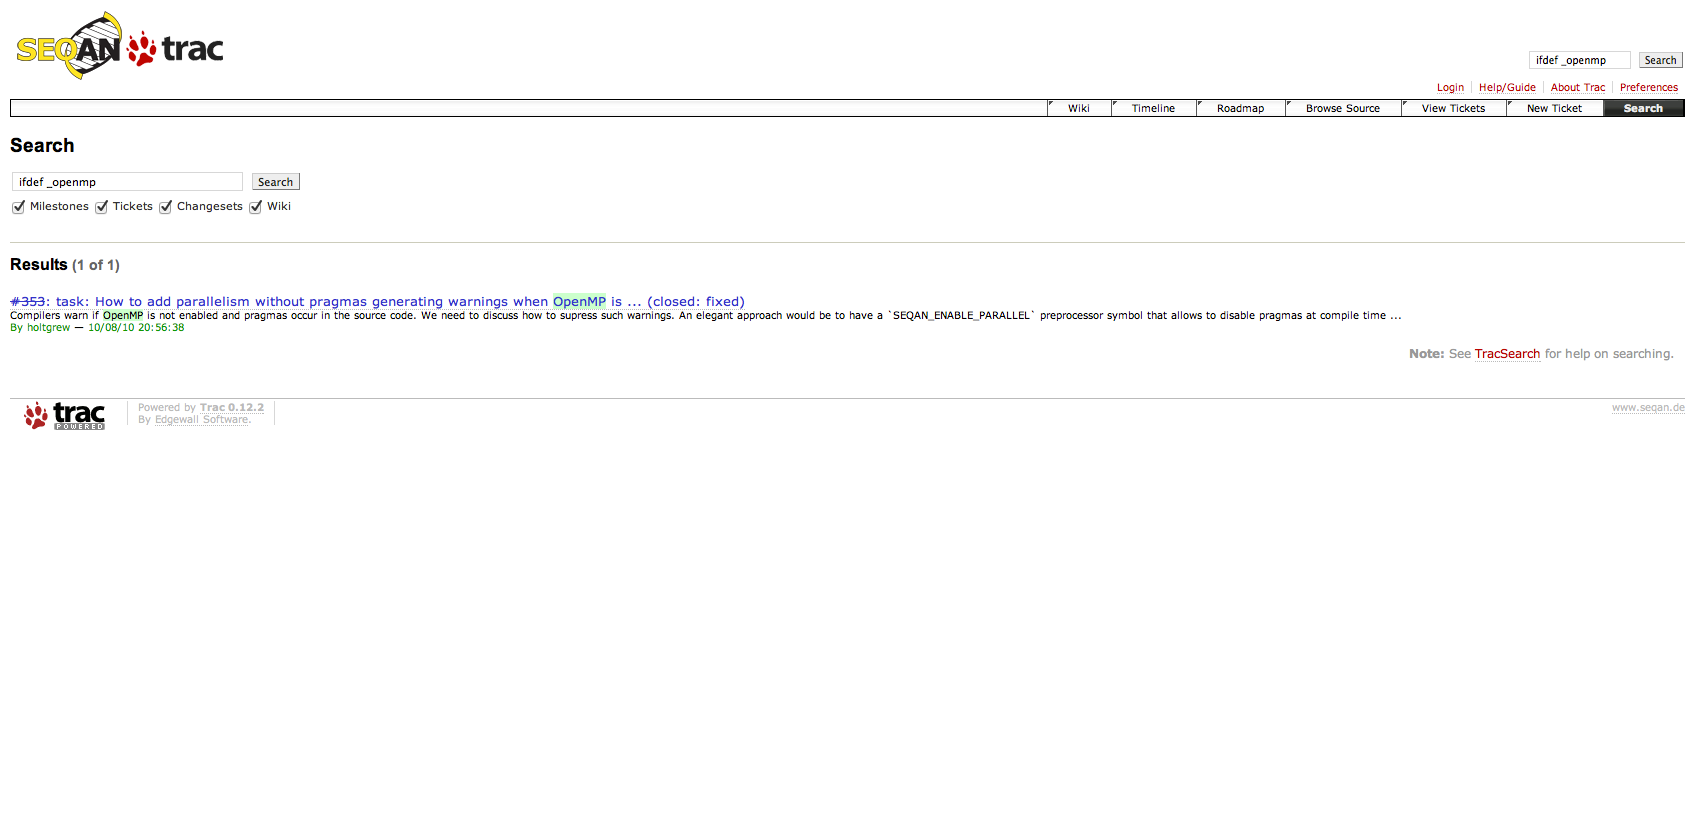 SEQAN trac
ifdef _openmp Search
Login Help/Guide About Trac Preferences
Wiki Timeline Roadmap Browse Source View Tickets New Ticket Search
Search
ifdef _openmp Search
Milestones Tickets Changesets Wiki
Results (1 of 1)
#353: task: How to add parallelism without pragmas generating warnings when OpenMP is ... (closed: fixed)
Compilers warn if OpenMP is not enabled and pragmas occur in the source code. We need to discuss how to supress such warnings. An elegant approach would be to have a `SEQAN_ENABLE_PARALLEL` preprocessor symbol that allows to disable pragmas at compile time ...
By holtgrew — 10/08/10 20:56:38
Note: See TracSearch for help on searching.
trac POWERED
Powered by Trac 0.12.2
By Edgewall Software.
www.seqan.de